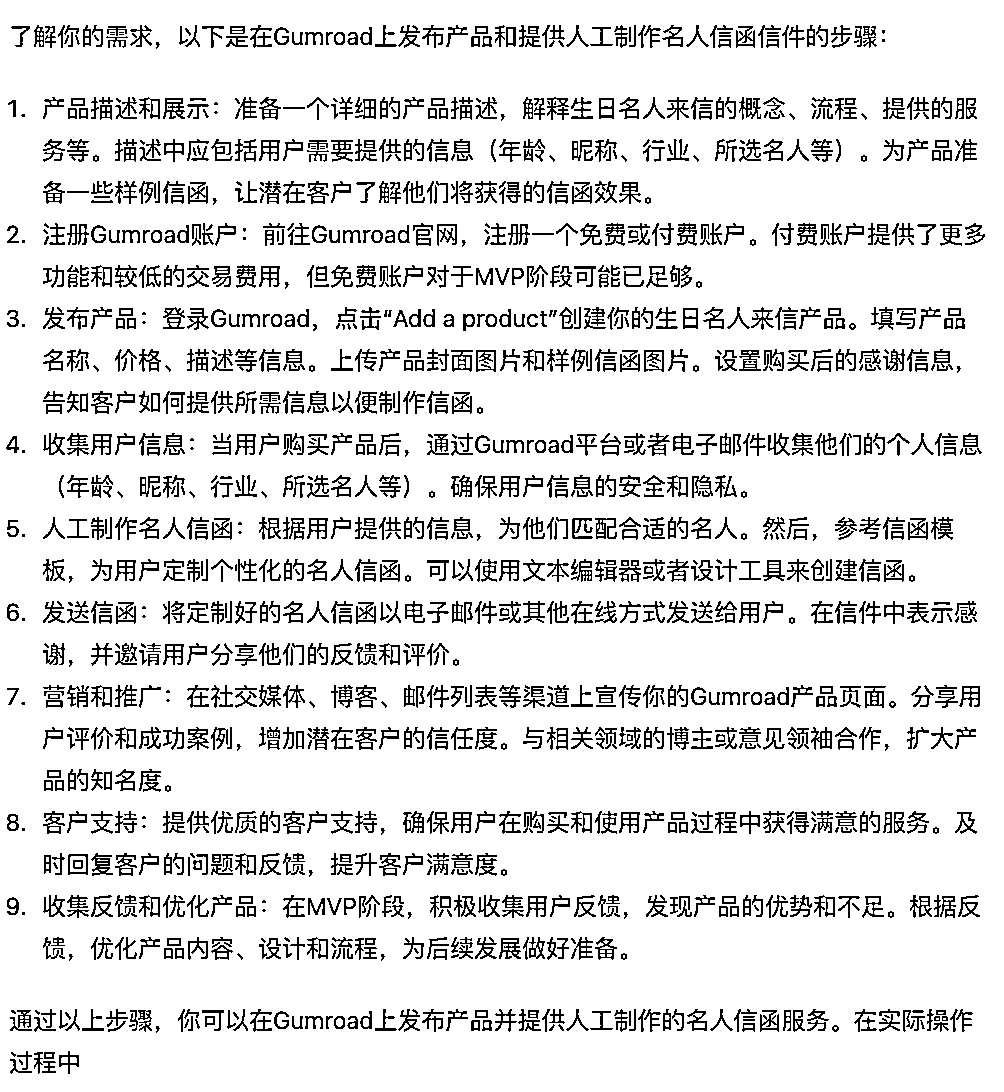 了解你的需求，以下是在Gumroad上发布产品和提供人工制作名人信函信件的步骤：
1. 产品描述和展示：准备一个详细的产品描述，解释生日名人来信的概念、流程、提供的服
务等。描述中应包括用户需要提供的信息（年龄、昵称、行业、所选名人等）。为产品准
备一些样例信函，让潜在客户了解他们将获得的信函效果。
2. 注册Gumroad账户：前往Gumroad官网，注册一个免费或付费账户。付费账户提供了更多
功能和较低的交易费用，但免费账户对于MVP阶段可能已足够。
3. 发布产品：登录Gumroad，点击“Add a product”创建你的生日名人来信产品。填写产品
名称、价格、描述等信息。上传产品封面图片和样例信函图片。设置购买后的感谢信息，
告知客户如何提供所需信息以便制作信函。
4. 收集用户信息：当用户购买产品后，通过Gumroad平台或者电子邮件收集他们的个人信息
（年龄、昵称、行业、所选名人等）。确保用户信息的安全和隐私。
5. 人工制作名人信函：根据用户提供的信息，为他们匹配合适的名人。然后，参考信函模
板，为用户定制个性化的名人信函。可以使用文本编辑器或者设计工具来创建信函。
6. 发送信函：将定制好的名人信函以电子邮件或其他在线方式发送给用户。在信件中表示感
谢，并邀请用户分享他们的反馈和评价。
7. 营销和推广：在社交媒体、博客、邮件列表等渠道上宣传你的Gumroad产品页面。分享用
户评价和成功案例，增加潜在客户的信任度。与相关领域的博主或意见领袖合作，扩大产
品的知名度。
8. 客户支持：提供优质的客户支持，确保用户在购买和使用产品过程中获得满意的服务。及
时回复客户的问题和反馈，提升客户满意度。
9. 收集反馈和优化产品：在MVP阶段，积极收集用户反馈，发现产品的优势和不足。根据反
馈，优化产品内容、设计和流程，为后续发展做好准备。
通过以上步骤，你可以在Gumroad上发布产品并提供人工制作的名人信函服务。在实际操作
过程中